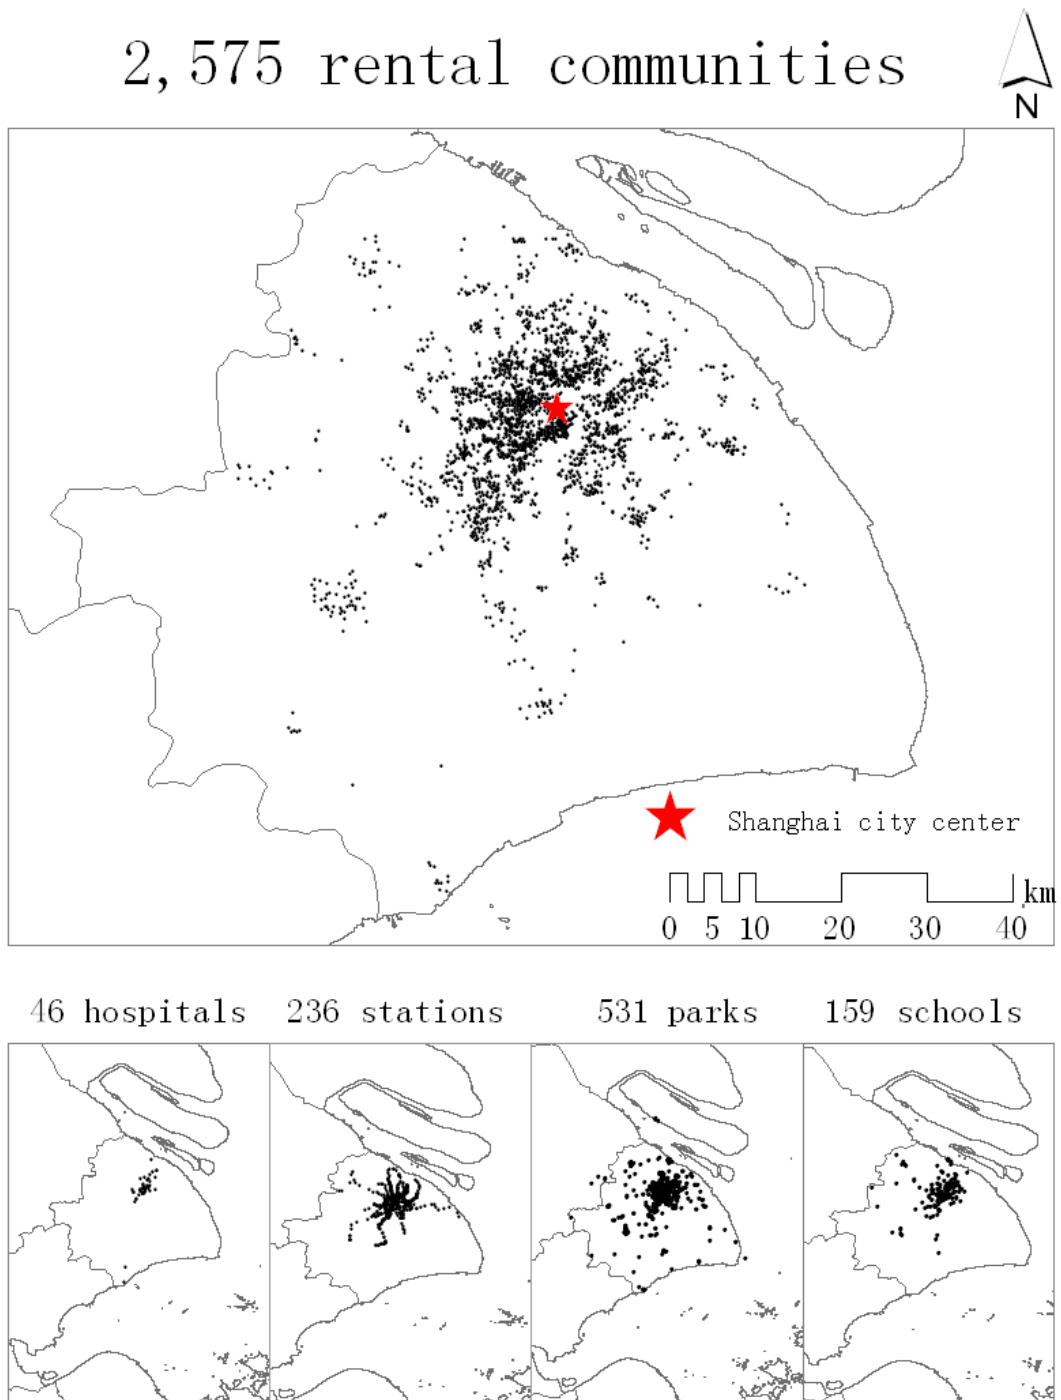 2,575 rental communities
N
Shanghai city center
km
0 5 10 20 30 40
46 hospitals 236 stations 531 parks 159 schools